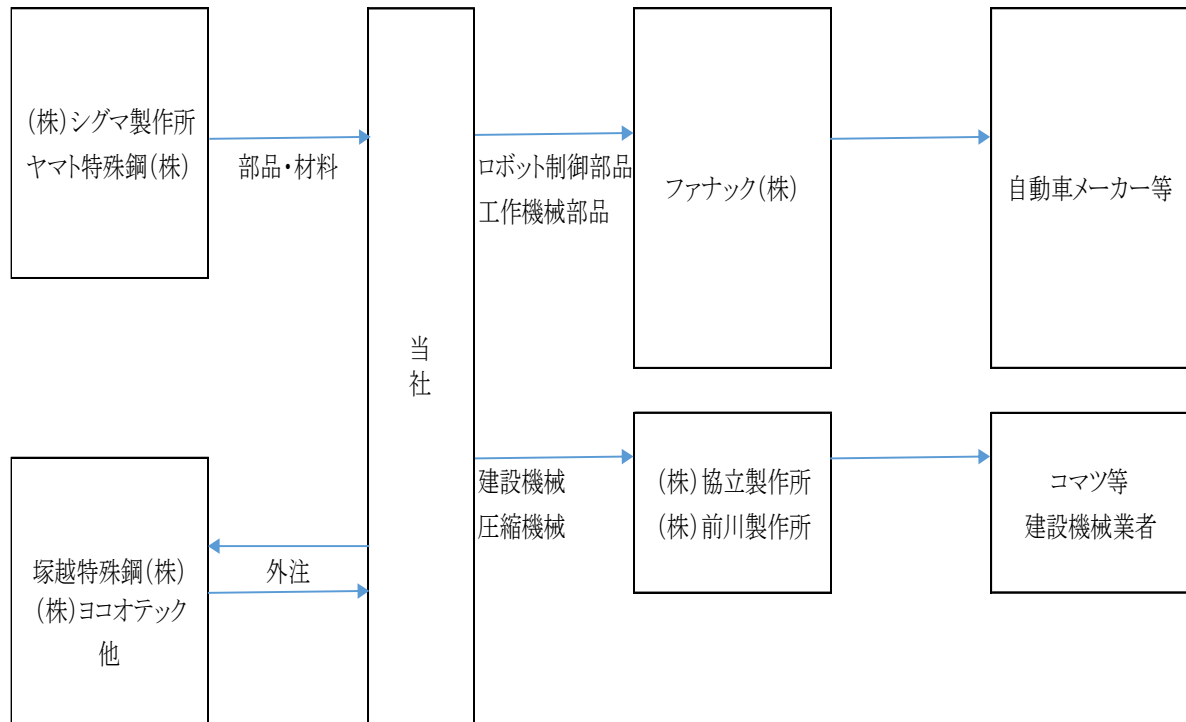 (株)シグマ製作所
ヤマト特殊鋼(株)
部品・材料
当
社
ロボット制御部品
工作機械部品
ファナック(株)
自動車メーカー等
建設機械
圧縮機械
(株)協立製作所
(株)前川製作所
コマツ等
建設機械業者
塚越特殊鋼(株)
(株)ヨコオテック
他
外注